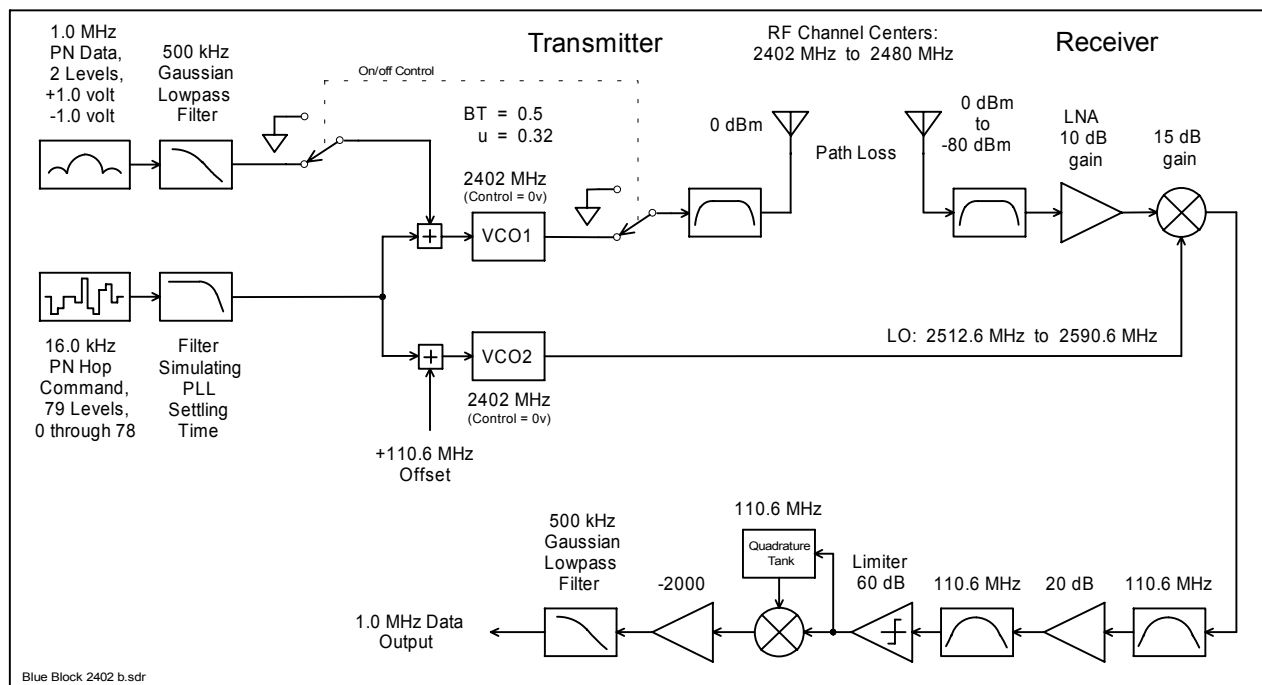 1.0 MHz
PN Data,
2 Levels,
+1.0 volt
-1.0 volt
500 kHz
Gaussian
Lowpass
Filter
On/off Control
Transmitter
BT = 0.5
u = 0.32
RF Channel Centers:
2402 MHz to 2480 MHz
Receiver
0 dBm
Path Loss
0 dBm
to
-80 dBm
LNA
10 dB
gain
15 dB
gain
2402 MHz
(Control = 0v)
+
VCO1
16.0 kHz
PN Hop
Command,
79 Levels,
0 through 78
Filter
Simulating
PLL
Settling
Time
+
VCO2
2402 MHz
(Control = 0v)
+110.6 MHz
Offset
LO: 2512.6 MHz to 2590.6 MHz
1.0 MHz Data
Output
500 kHz
Gaussian
Lowpass
Filter
-2000
110.6 MHz
Quadrature
Tank
Limiter
60 dB
110.6 MHz
20 dB
110.6 MHz
Blue Block 2402 b.sdr